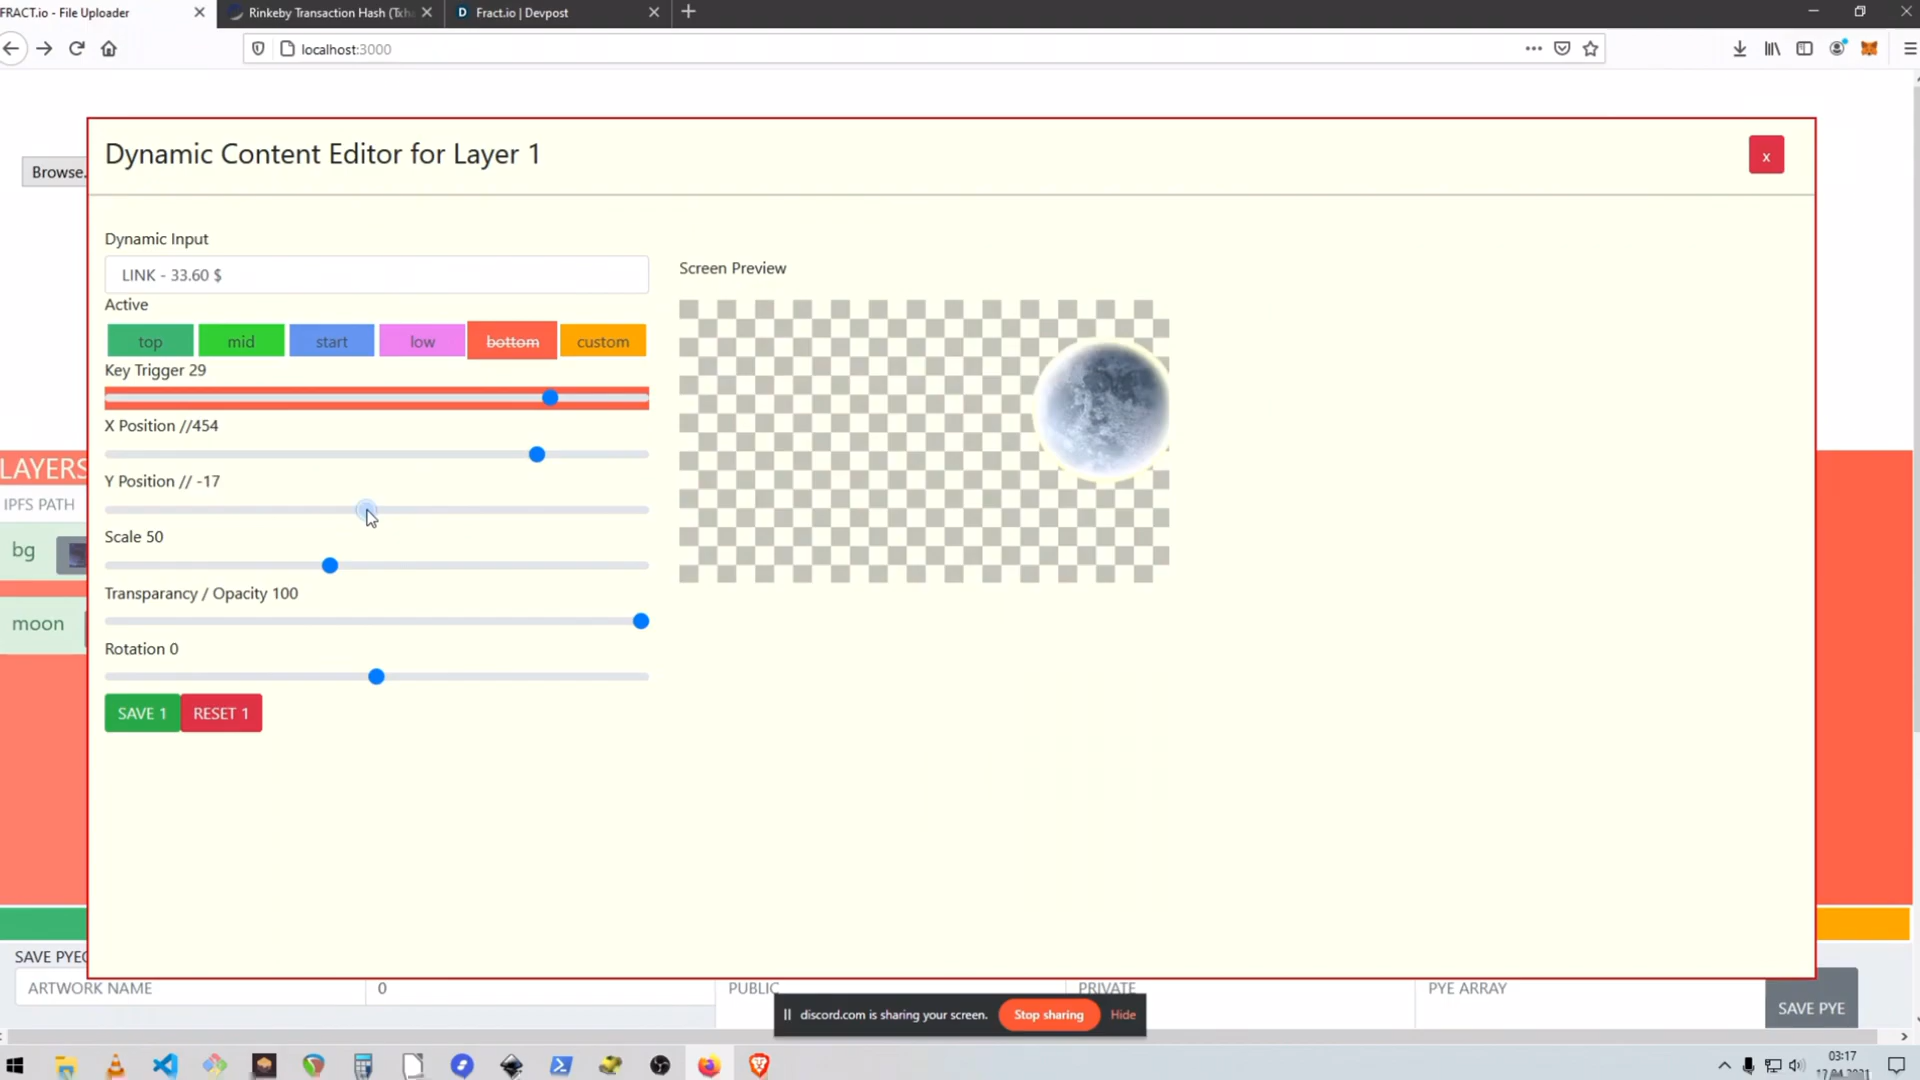 FRACT.io - File Uploader
Rinkeby Transaction Hash (Txha
Fract.io | Devpost
localhost:3000
Dynamic Content Editor for Layer 1
x
Browse.
Dynamic Input
LINK - 33.60 $
Screen Preview
Active
top mid start low bottom custom
Key Trigger 29
X Position //454
LAYERS
Y Position // -17
IPFS PATH
Scale 50
bg
Transparancy / Opacity 100
moon
Rotation 0
SAVE 1 RESET 1
SAVE PYE
ARTWORK NAME 0 PUBLIC PRIVATE PYE ARRAY
SAVE PYE
discord.com is sharing your screen. Stop sharing Hide
03:17
17.04.2021